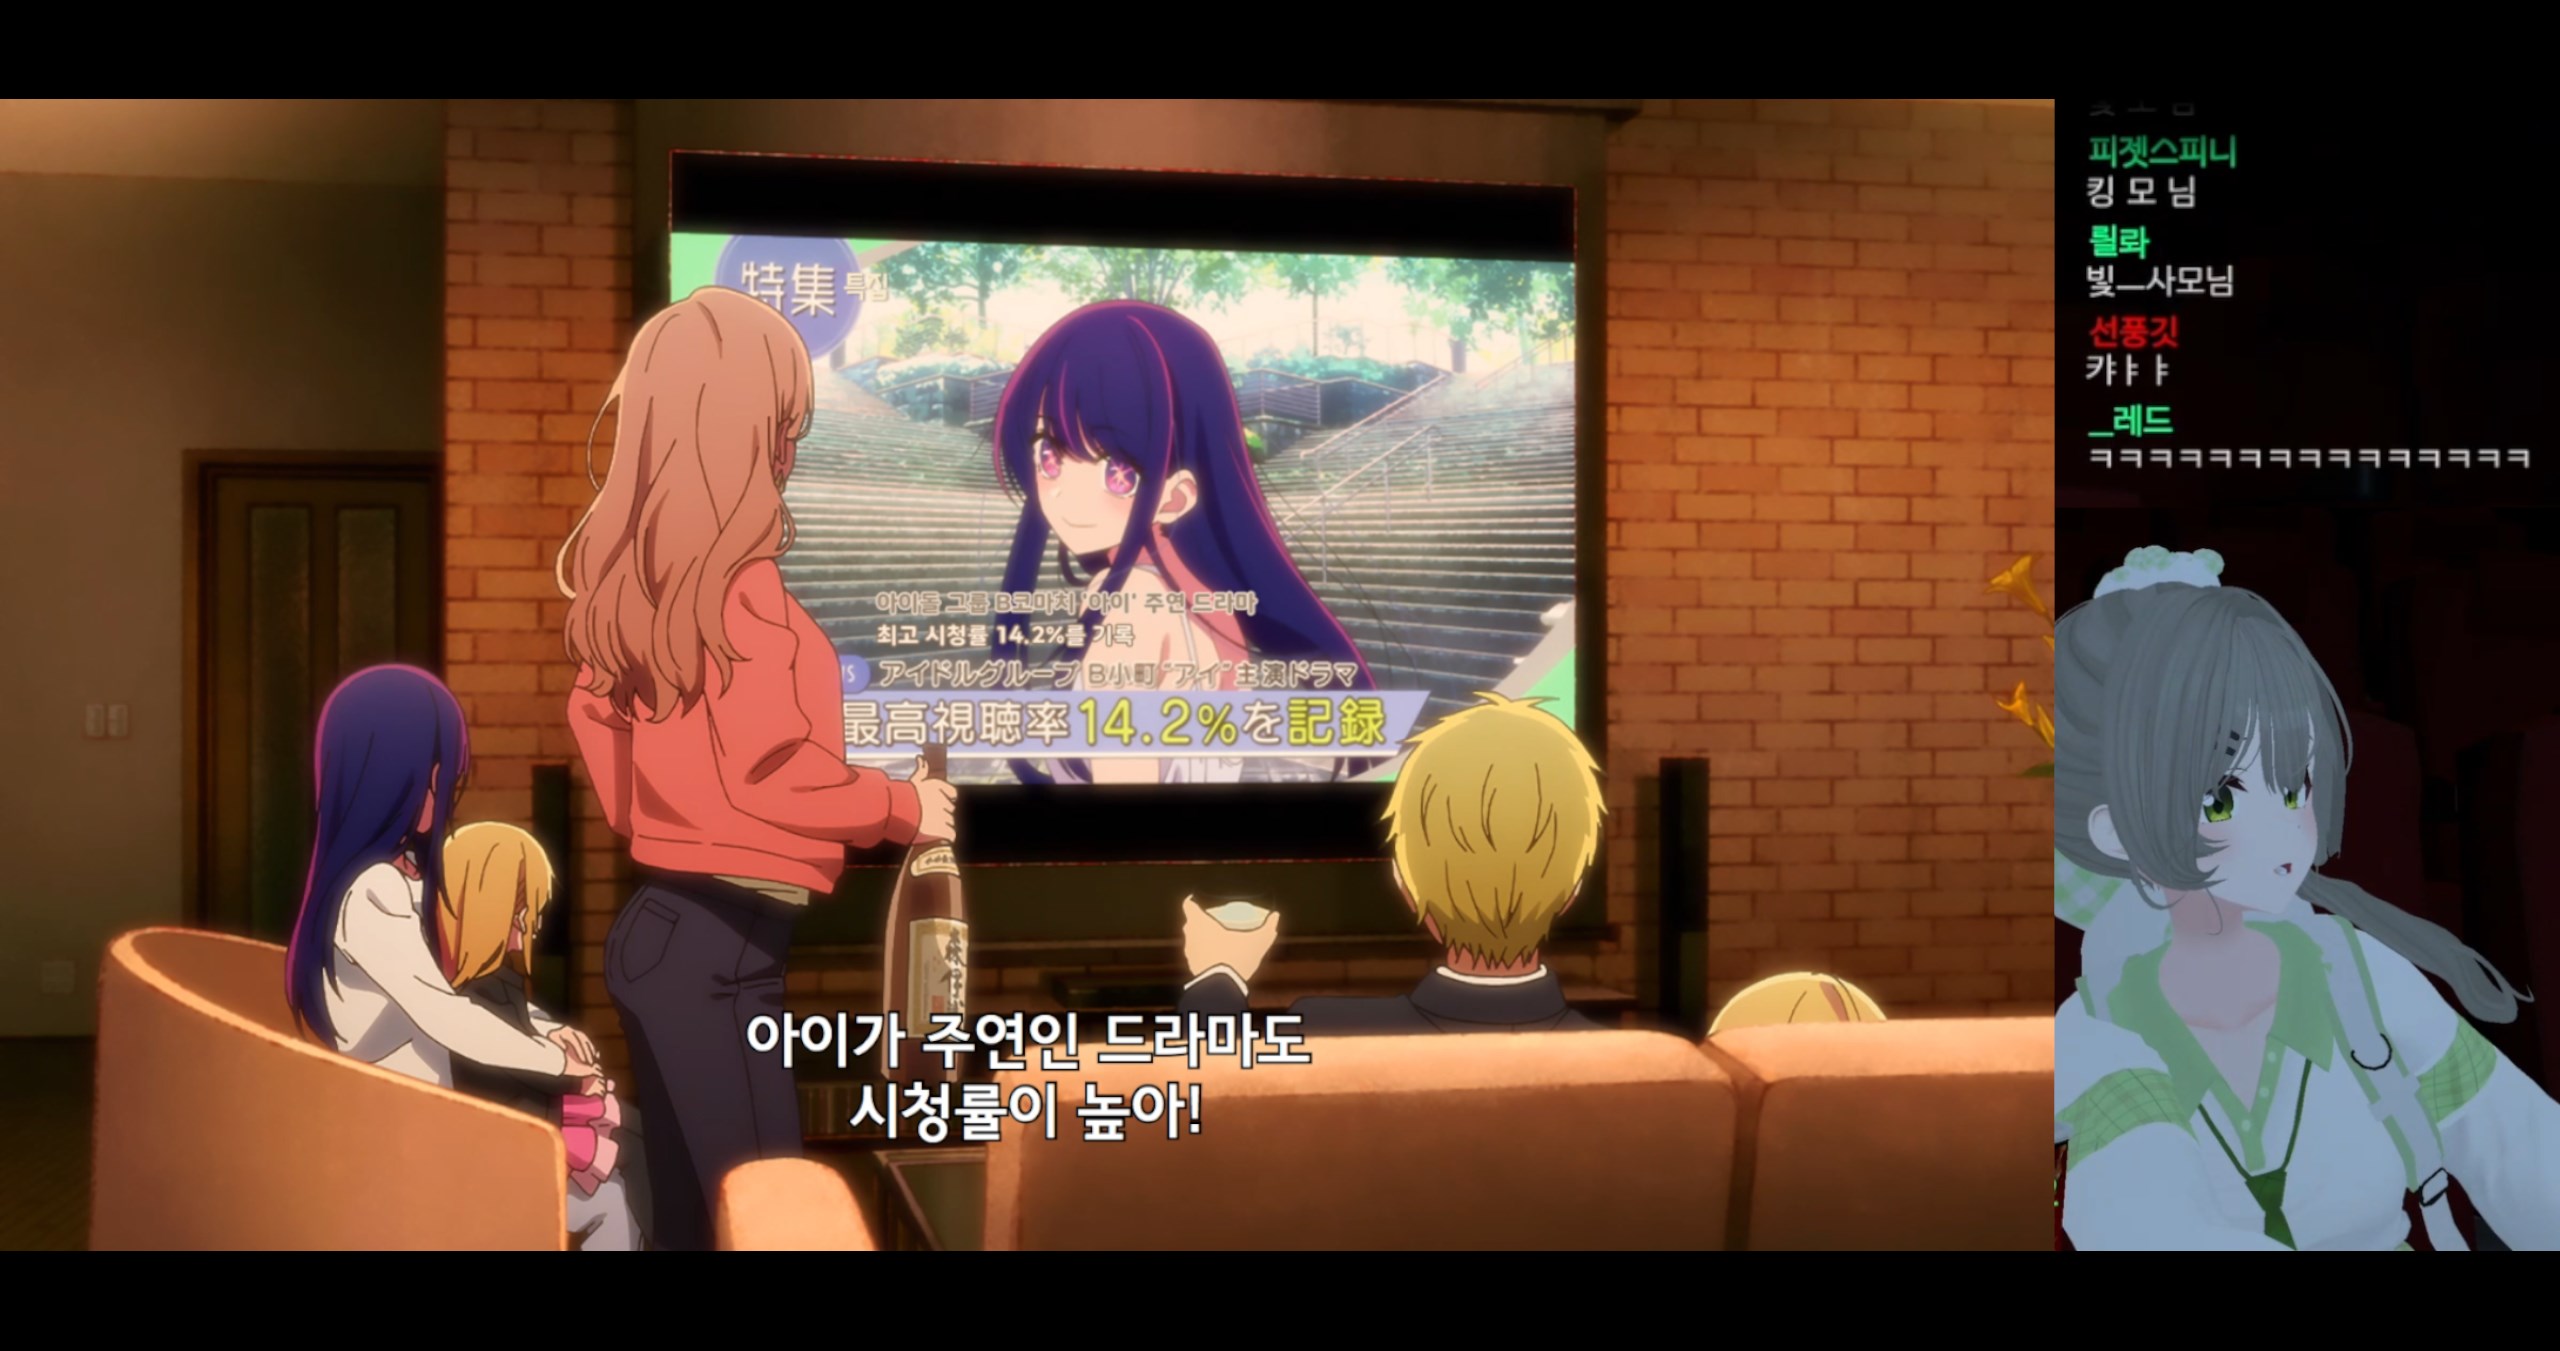 特集 특집
아이돌 그룹 B코마치 '아이' 주연 드라마
최고 시청률 14.2%를 기록
アイドルグループ B小町 "アイ" 主演ドラマ
最高視聴率14.2%を記録
아이가 주연인 드라마도
시청률이 높아!
피젯스피니
킹 모 님
뤌롸
빛ㅡ사모님
선풍깃
캬ㅑㅑ
_레드
ㅋㅋㅋㅋㅋㅋㅋㅋㅋㅋㅋㅋㅋㅋㅋ